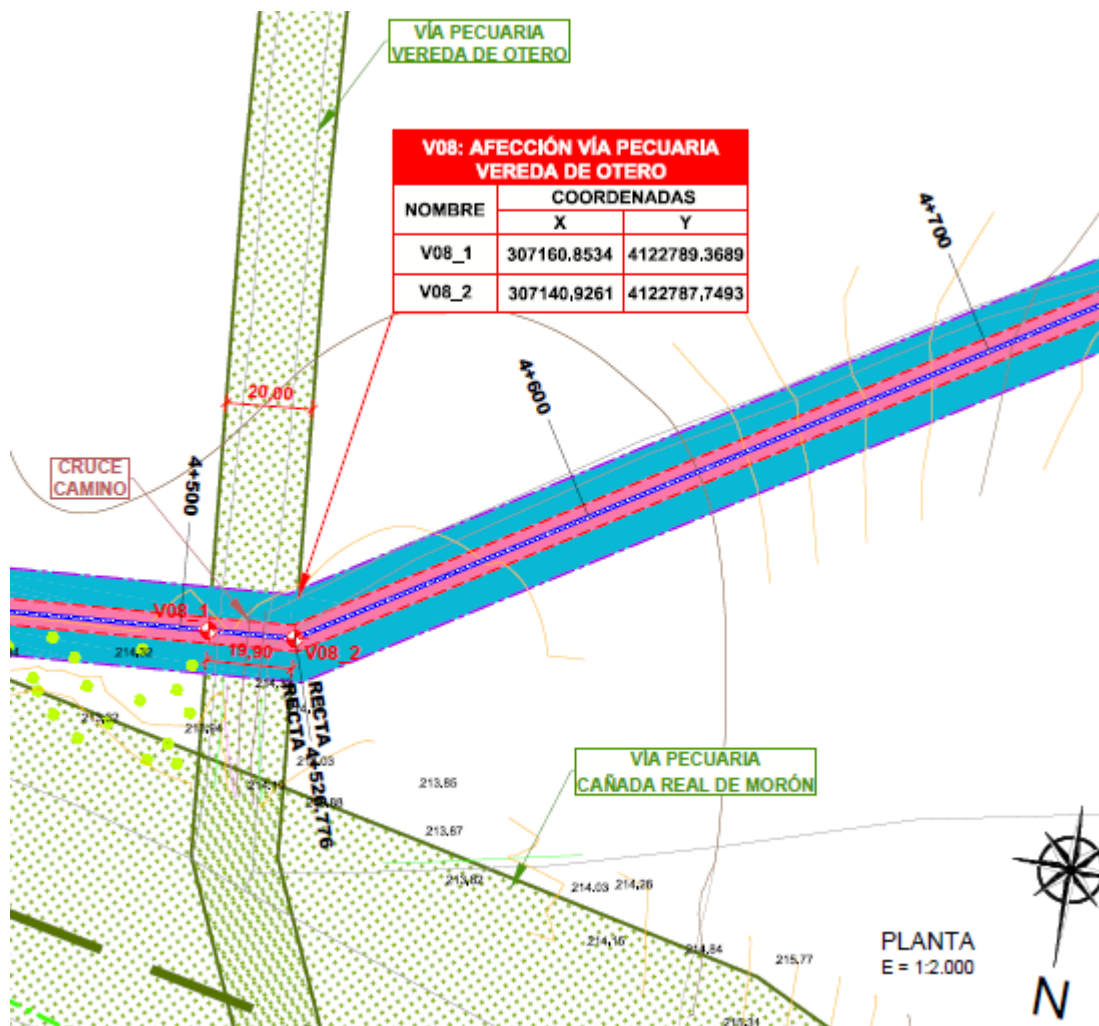 VÍA PECUARIA
VEREDA DE OTERO
V08: AFECCIÓN VÍA PECUARIA
VEREDA DE OTERO
NOMBRE
COORDENADAS
X Y
V08_1 307160.8534 4122789.3689
V08_2 307140,9261 4122787,7493
4+700
4+600
20,00
CRUCE
CAMINO
4+500
V08_1
19,90
V08_2
214.32
RECTA
RECTA
4+526,776
VÍA PECUARIA
CAÑADA REAL DE MORÓN
213.85
213.87
213.82
214.03
214.26
214.16
214.84
215.77
PLANTA
E = 1:2.000
N